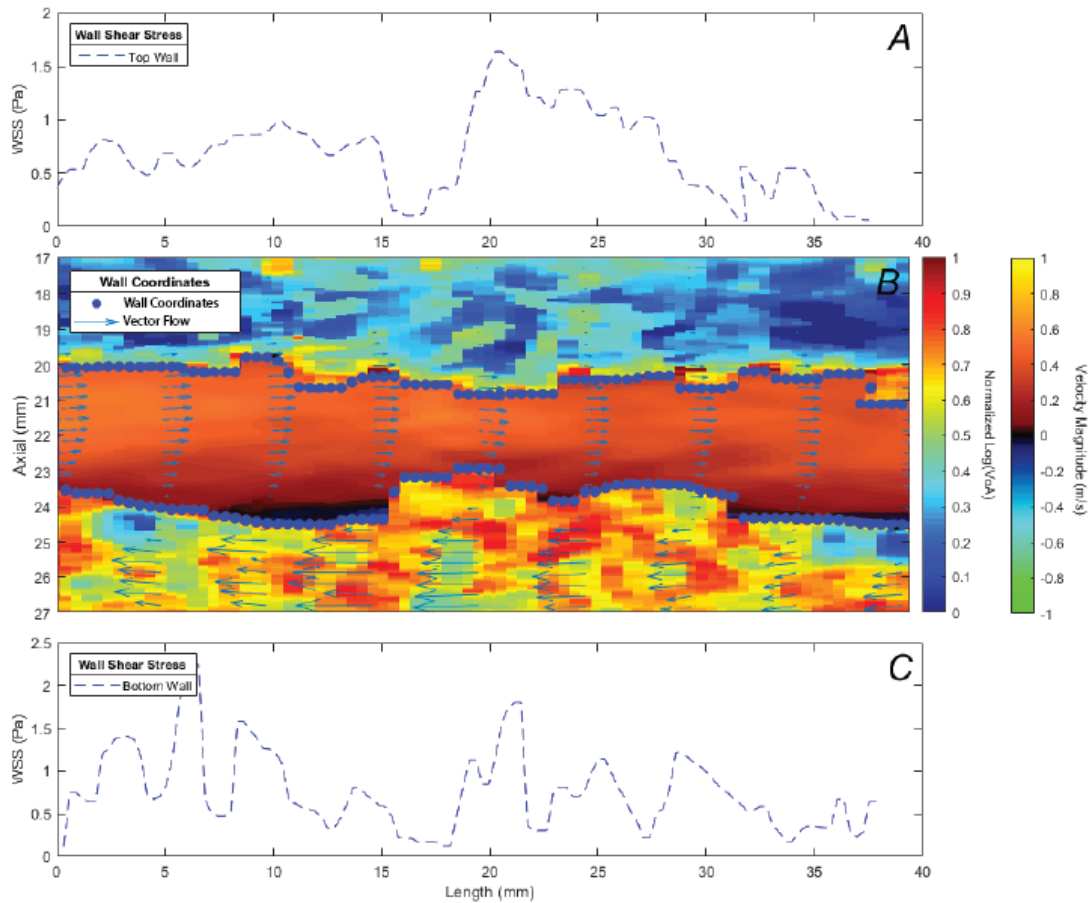 2
Wall Shear Stress
Top Wall
A
1.5
WSS (Pa)
1
0.5
0
0 5 10 15 20 25 30 35 40
17
Wall Coordinates
Wall Coordinates
Vector Flow
B
18
19
20
21
22
23
24
25
26
27
Axial (mm)
1
0.9
0.8
0.7
0.6
0.5
0.4
0.3
0.2
0.1
0
Normalized Log(VoA)
1
0.8
0.6
0.4
0.2
0
-0.2
-0.4
-0.6
-0.8
-1
Velocity Magnitude (m/s)
2.5
Wall Shear Stress
Bottom Wall
C
2
1.5
WSS (Pa)
1
0.5
0
0 5 10 15 20 25 30 35 40
Length (mm)